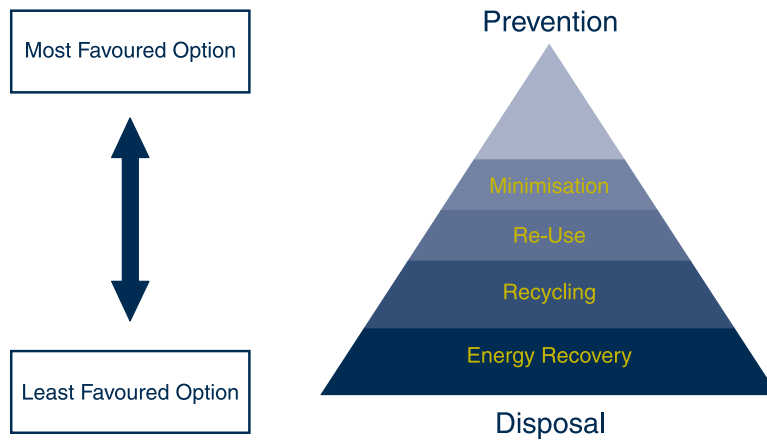 Most Favoured Option
Least Favoured Option
Prevention
Minimisation
Re-Use
Recycling
Energy Recovery
Disposal